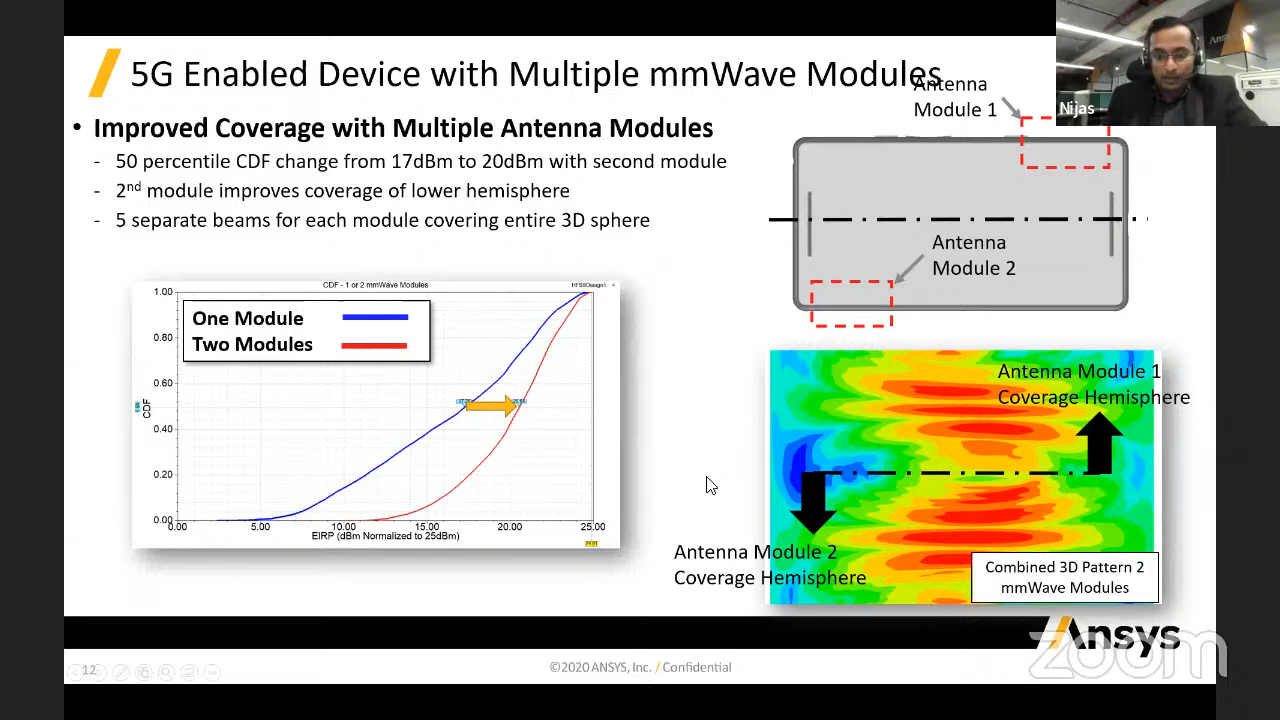 5G Enabled Device with Multiple mmWave Modules
Nijas
• Improved Coverage with Multiple Antenna Modules
- 50 percentile CDF change from 17dBm to 20dBm with second module
- 2nd module improves coverage of lower hemisphere
- 5 separate beams for each module covering entire 3D sphere
Antenna
Module 1
Antenna
Module 2
CDF - 1 or 2 mmWave Modules
HFSSDesign1
One Module
Two Modules
1.00
0.80
0.60
0.40
0.20
0.00
CDF
0.00 5.00 10.00 15.00 20.00 25.00
EIRP (dBm Normalized to 25dBm)
Antenna Module 1
Coverage Hemisphere
Antenna Module 2
Coverage Hemisphere
Combined 3D Pattern 2
mmWave Modules
Ansys
zoom
12
©2020 ANSYS, Inc. / Confidential